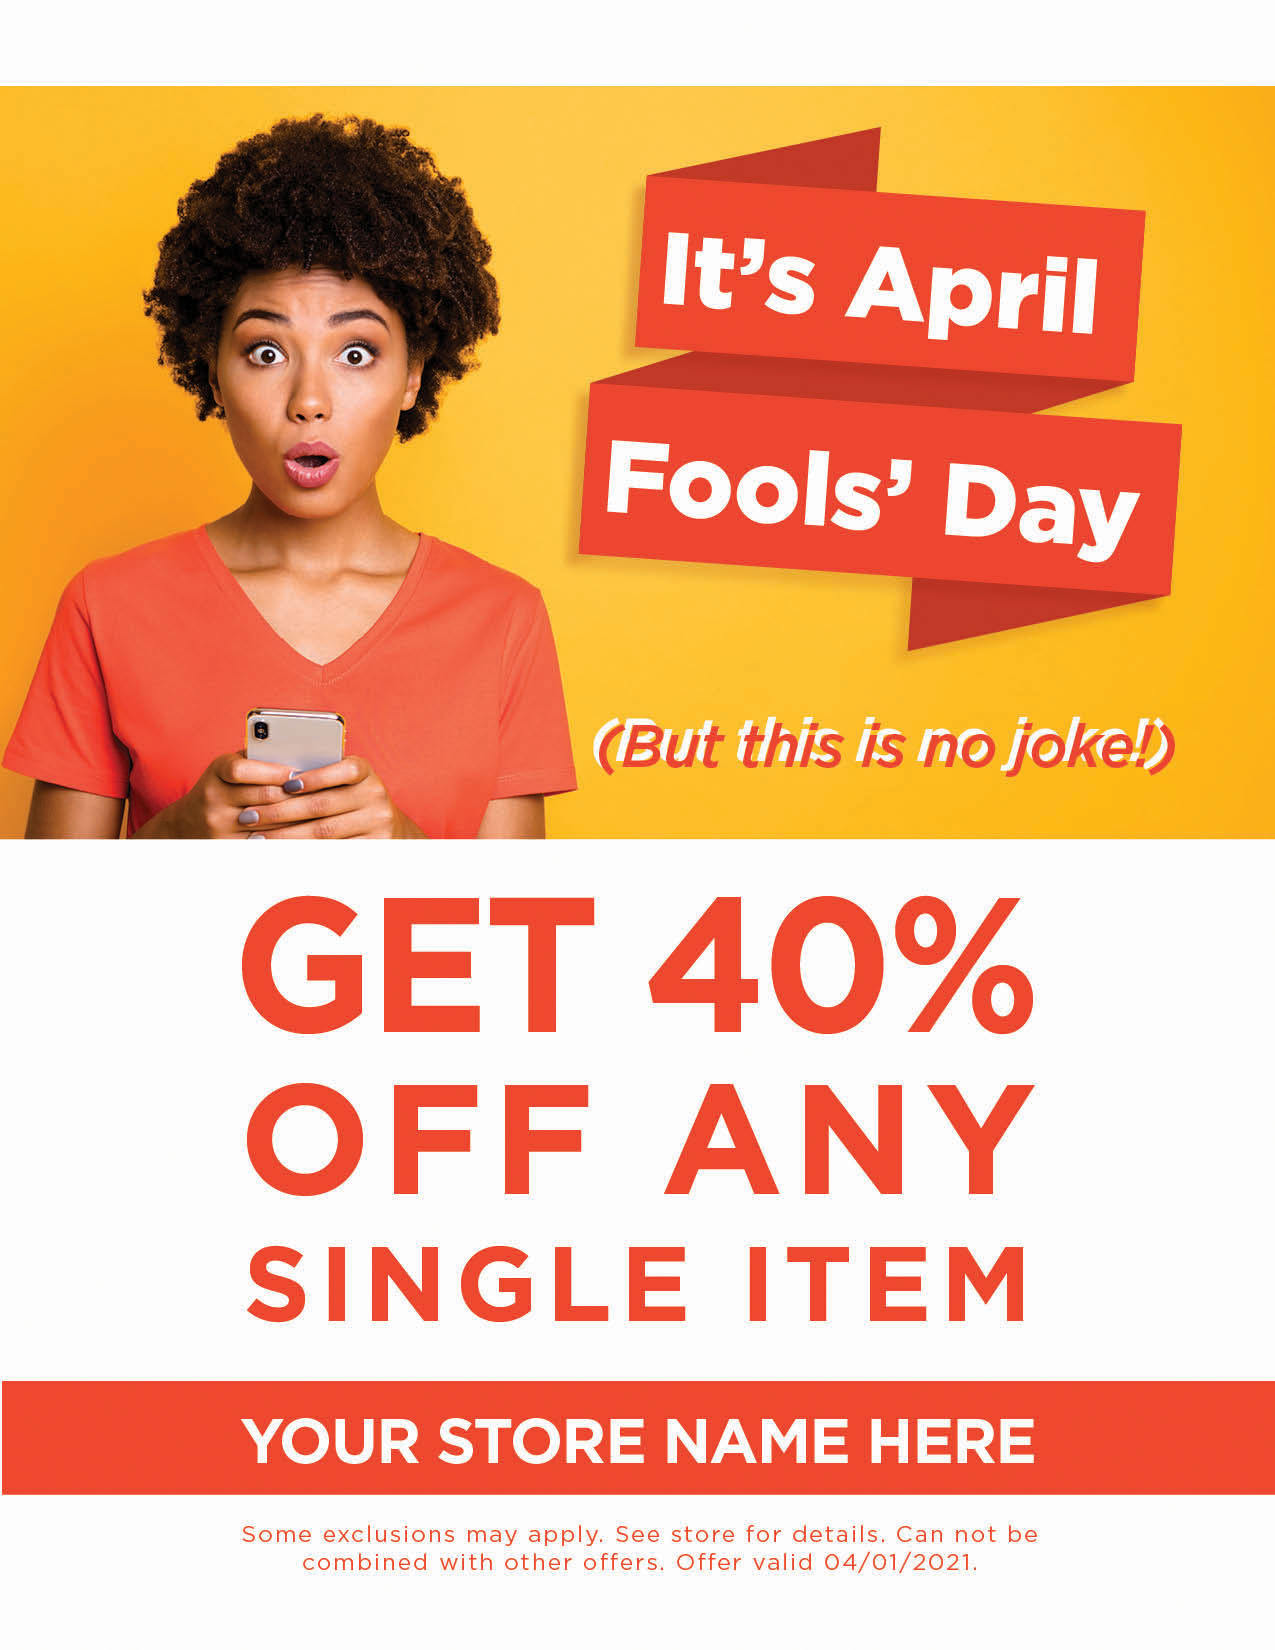 It’s April
Fools’ Day
(But this is no joke!)
GET 40%
OFF ANY
SINGLE ITEM
YOUR STORE NAME HERE
Some exclusions may apply. See store for details. Can not be
combined with other offers. Offer valid 04/01/2021.